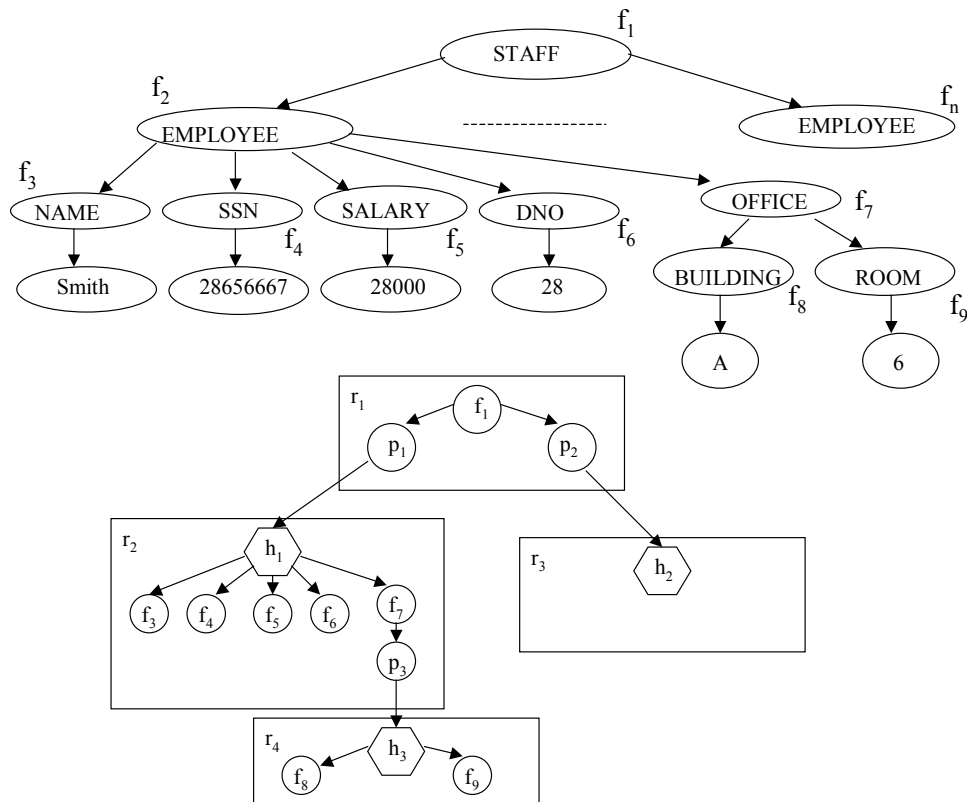 f₁
STAFF
f₂
fₙ
EMPLOYEE
EMPLOYEE
f₃
NAME
SSN
SALARY
DNO
OFFICE
f₇
f₄
f₅
f₆
Smith
28656667
28000
28
BUILDING
ROOM
f₈
f₉
A
6
r₁
f₁
p₁
p₂
r₂
h₁
r₃
h₂
f₃
f₄
f₅
f₆
f₇
p₃
r₄
h₃
f₈
f₉